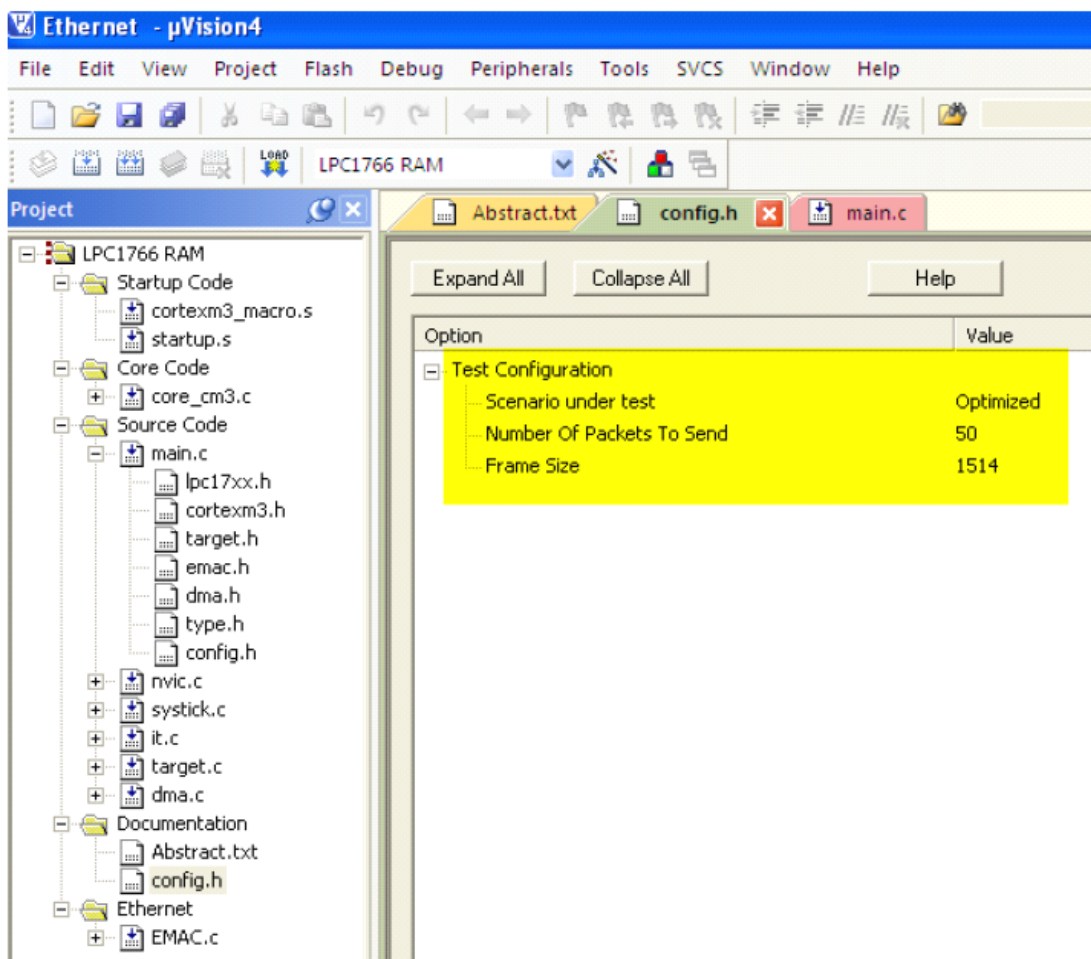 Ethernet - µVision4
File Edit View Project Flash Debug Peripherals Tools SVCS Window Help
LOAD LPC1766 RAM
Project
Abstract.txt config.h main.c
LPC1766 RAM
Startup Code
cortexm3_macro.s
startup.s
Core Code
core_cm3.c
Source Code
main.c
lpc17xx.h
cortexm3.h
target.h
emac.h
dma.h
type.h
config.h
nvic.c
systick.c
it.c
target.c
dma.c
Documentation
Abstract.txt
config.h
Ethernet
EMAC.c
Expand All Collapse All Help
Option Value
Test Configuration
Scenario under test Optimized
Number Of Packets To Send 50
Frame Size 1514